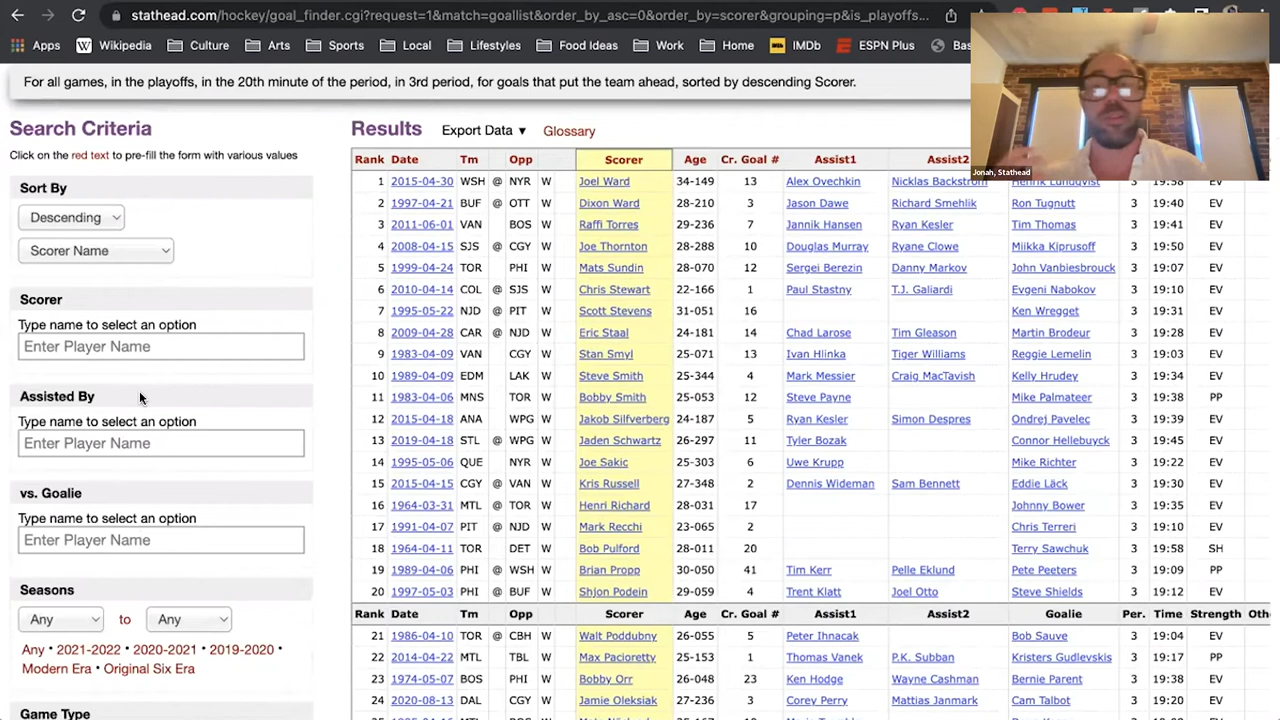 stathead.com/hockey/goal_finder.cgi?request=1&match=goallist&order_by_asc=0&order_by=scorer&grouping=p&is_playoffs...
Apps Wikipedia Culture Arts Sports Local Lifestyles Food Ideas Work Home IMDb ESPN Plus Bas
For all games, in the playoffs, in the 20th minute of the period, in 3rd period, for goals that put the team ahead, sorted by descending Scorer.
Jonah, Stathead
Search Criteria
Click on the red text to pre-fill the form with various values
Sort By
Descending
Scorer Name
Scorer
Type name to select an option
Enter Player Name
Assisted By
Type name to select an option
Enter Player Name
vs. Goalie
Type name to select an option
Enter Player Name
Seasons
Any to Any
Any • 2021-2022 • 2020-2021 • 2019-2020 •
Modern Era • Original Six Era
Game Type
Results Export Data ▼ Glossary
Rank Date Tm Opp Scorer Age Cr. Goal # Assist1 Assist2
1 2015-04-30 WSH @ NYR W Joel Ward 34-149 13 Alex Ovechkin Nicklas Backstrom Henrik Lundqvist 3 19:58 EV
2 1997-04-21 BUF @ OTT W Dixon Ward 28-210 3 Jason Dawe Richard Smehlik Ron Tugnutt 3 19:40 EV
3 2011-06-01 VAN BOS W Raffi Torres 29-236 7 Jannik Hansen Ryan Kesler Tim Thomas 3 19:41 EV
4 2008-04-15 SJS @ CGY W Joe Thornton 28-288 10 Douglas Murray Ryane Clowe Miikka Kiprusoff 3 19:50 EV
5 1999-04-24 TOR PHI W Mats Sundin 28-070 12 Sergei Berezin Danny Markov John Vanbiesbrouck 3 19:07 EV
6 2010-04-14 COL @ SJS W Chris Stewart 22-166 1 Paul Stastny T.J. Galiardi Evgeni Nabokov 3 19:10 EV
7 1995-05-22 NJD @ PIT W Scott Stevens 31-051 16 Ken Wregget 3 19:31 EV
8 2009-04-28 CAR @ NJD W Eric Staal 24-181 14 Chad Larose Tim Gleason Martin Brodeur 3 19:28 EV
9 1983-04-09 VAN CGY W Stan Smyl 25-071 13 Ivan Hlinka Tiger Williams Reggie Lemelin 3 19:03 EV
10 1989-04-09 EDM LAK W Steve Smith 25-344 4 Mark Messier Craig MacTavish Kelly Hrudey 3 19:34 EV
11 1983-04-06 MNS TOR W Bobby Smith 25-053 12 Steve Payne Mike Palmateer 3 19:38 PP
12 2015-04-18 ANA WPG W Jakob Silfverberg 24-187 5 Ryan Kesler Simon Despres Ondrej Pavelec 3 19:39 EV
13 2019-04-18 STL @ WPG W Jaden Schwartz 26-297 11 Tyler Bozak Connor Hellebuyck 3 19:45 EV
14 1995-05-06 QUE NYR W Joe Sakic 25-303 6 Uwe Krupp Mike Richter 3 19:22 EV
15 2015-04-15 CGY @ VAN W Kris Russell 27-348 2 Dennis Wideman Sam Bennett Eddie Läck 3 19:30 EV
16 1964-03-31 MTL @ TOR W Henri Richard 28-031 17 Johnny Bower 3 19:35 EV
17 1991-04-07 PIT @ NJD W Mark Recchi 23-065 2 Chris Terreri 3 19:10 EV
18 1964-04-11 TOR DET W Bob Pulford 28-011 20 Terry Sawchuk 3 19:58 SH
19 1989-04-06 PHI @ WSH W Brian Propp 30-050 41 Tim Kerr Pelle Eklund Pete Peeters 3 19:09 PP
20 1997-05-03 PHI @ BUF W Shjon Podein 29-059 4 Trent Klatt Joel Otto Steve Shields 3 19:12 EV
Rank Date Tm Opp Scorer Age Cr. Goal # Assist1 Assist2 Goalie Per. Time Strength Othe
21 1986-04-10 TOR @ CBH W Walt Poddubny 26-055 5 Peter Ihnacak Bob Sauve 3 19:04 EV
22 2014-04-22 MTL TBL W Max Pacioretty 25-153 1 Thomas Vanek P.K. Subban Kristers Gudlevskis 3 19:17 PP
23 1974-05-07 BOS PHI W Bobby Orr 26-048 23 Ken Hodge Wayne Cashman Bernie Parent 3 19:38 EV
24 2020-08-13 DAL CGY W Jamie Oleksiak 27-236 3 Corey Perry Mattias Janmark Cam Talbot 3 19:20 EV